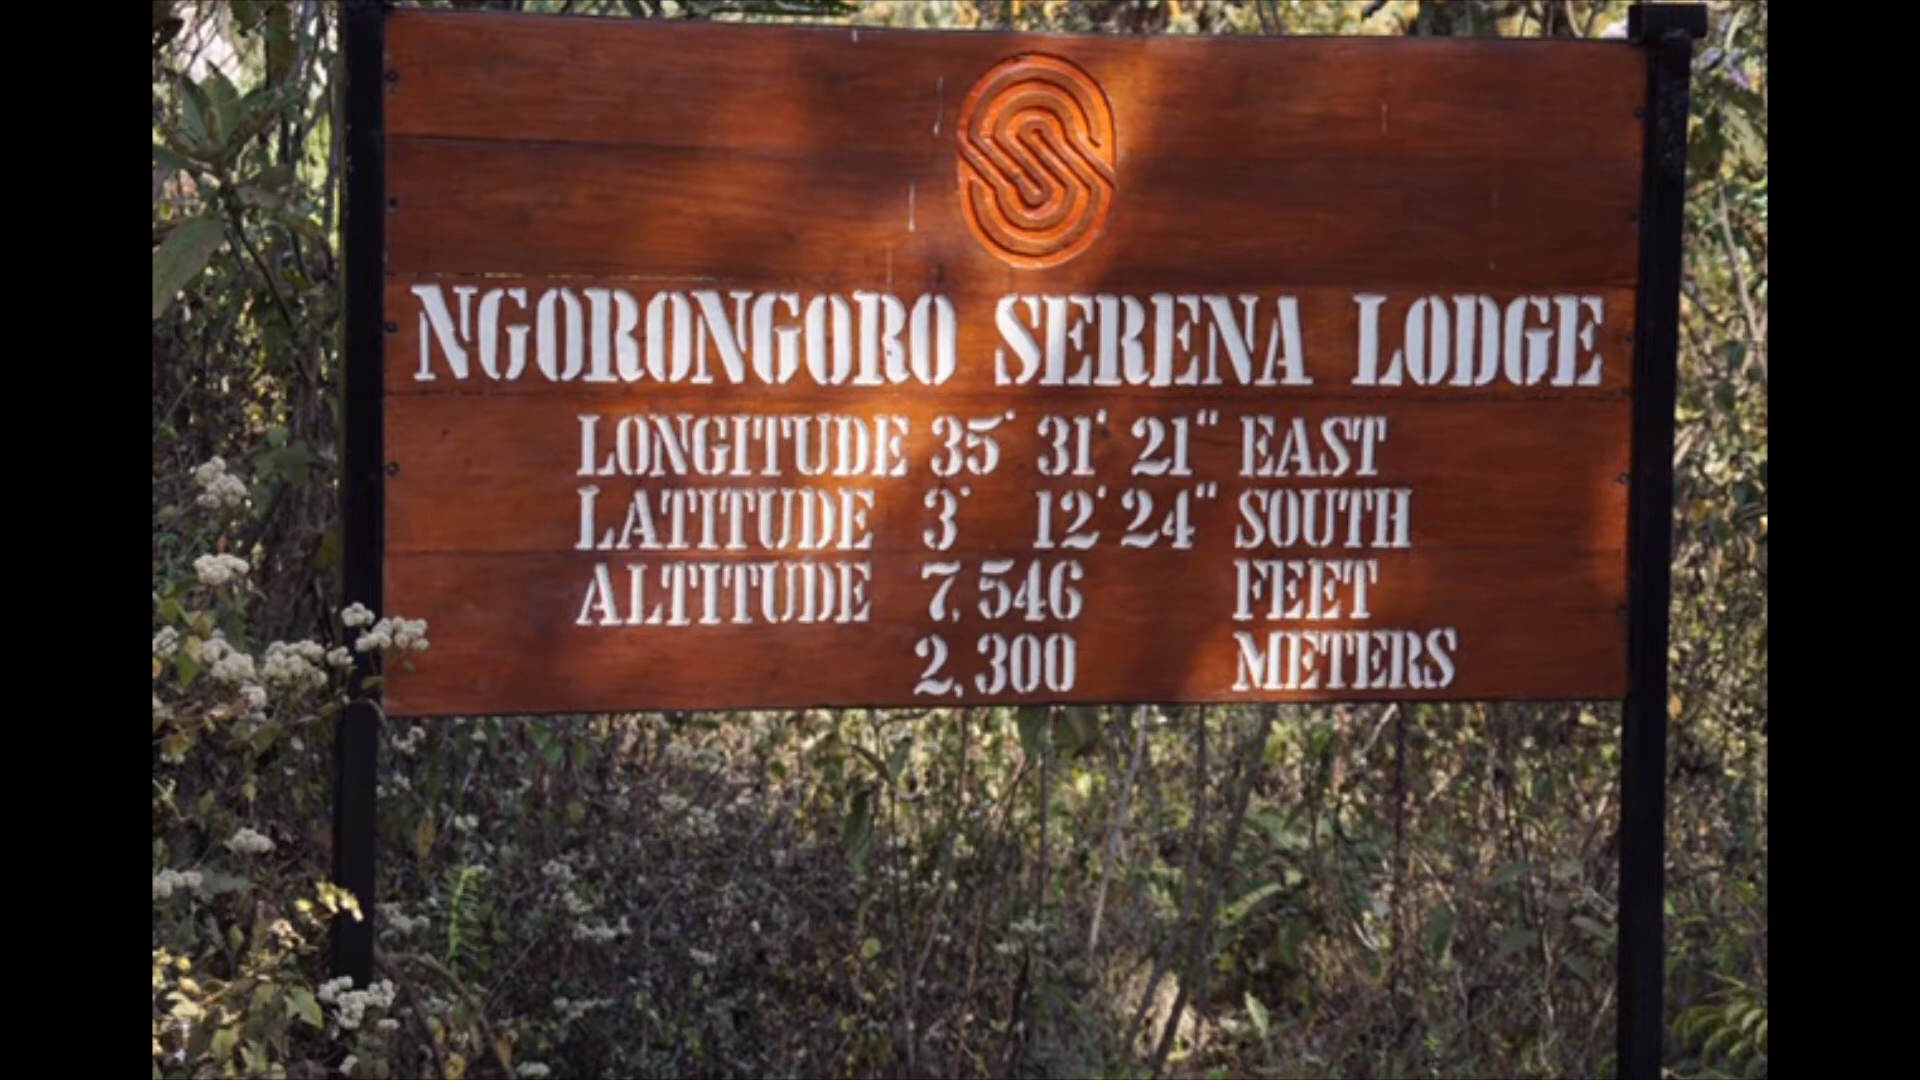 NGORONGORO SERENA LODGE
LONGITUDE 35° 31' 21" EAST
LATITUDE 3° 12' 24" SOUTH
ALTITUDE 7,546 FEET
2,300 METERS